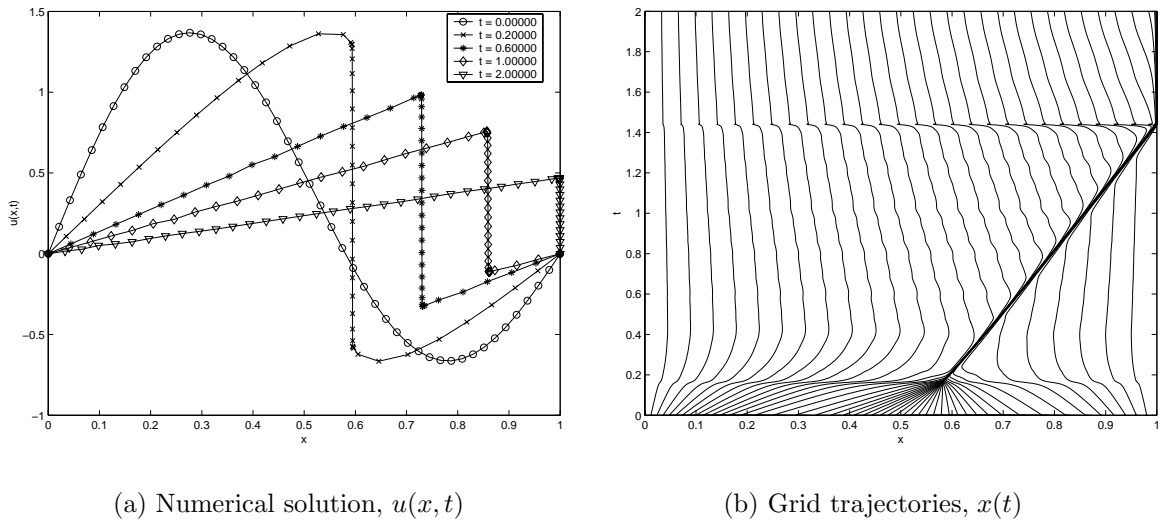 1.5
1
0.5
0
−0.5
−1
u(x,t)
0 0.1 0.2 0.3 0.4 0.5 0.6 0.7 0.8 0.9 1
x
t = 0.00000
t = 0.20000
t = 0.60000
t = 1.00000
t = 2.00000
2
1.8
1.6
1.4
1.2
1
0.8
0.6
0.4
0.2
0
t
0 0.1 0.2 0.3 0.4 0.5 0.6 0.7 0.8 0.9 1
x
(a) Numerical solution, u(x, t)
(b) Grid trajectories, x(t)